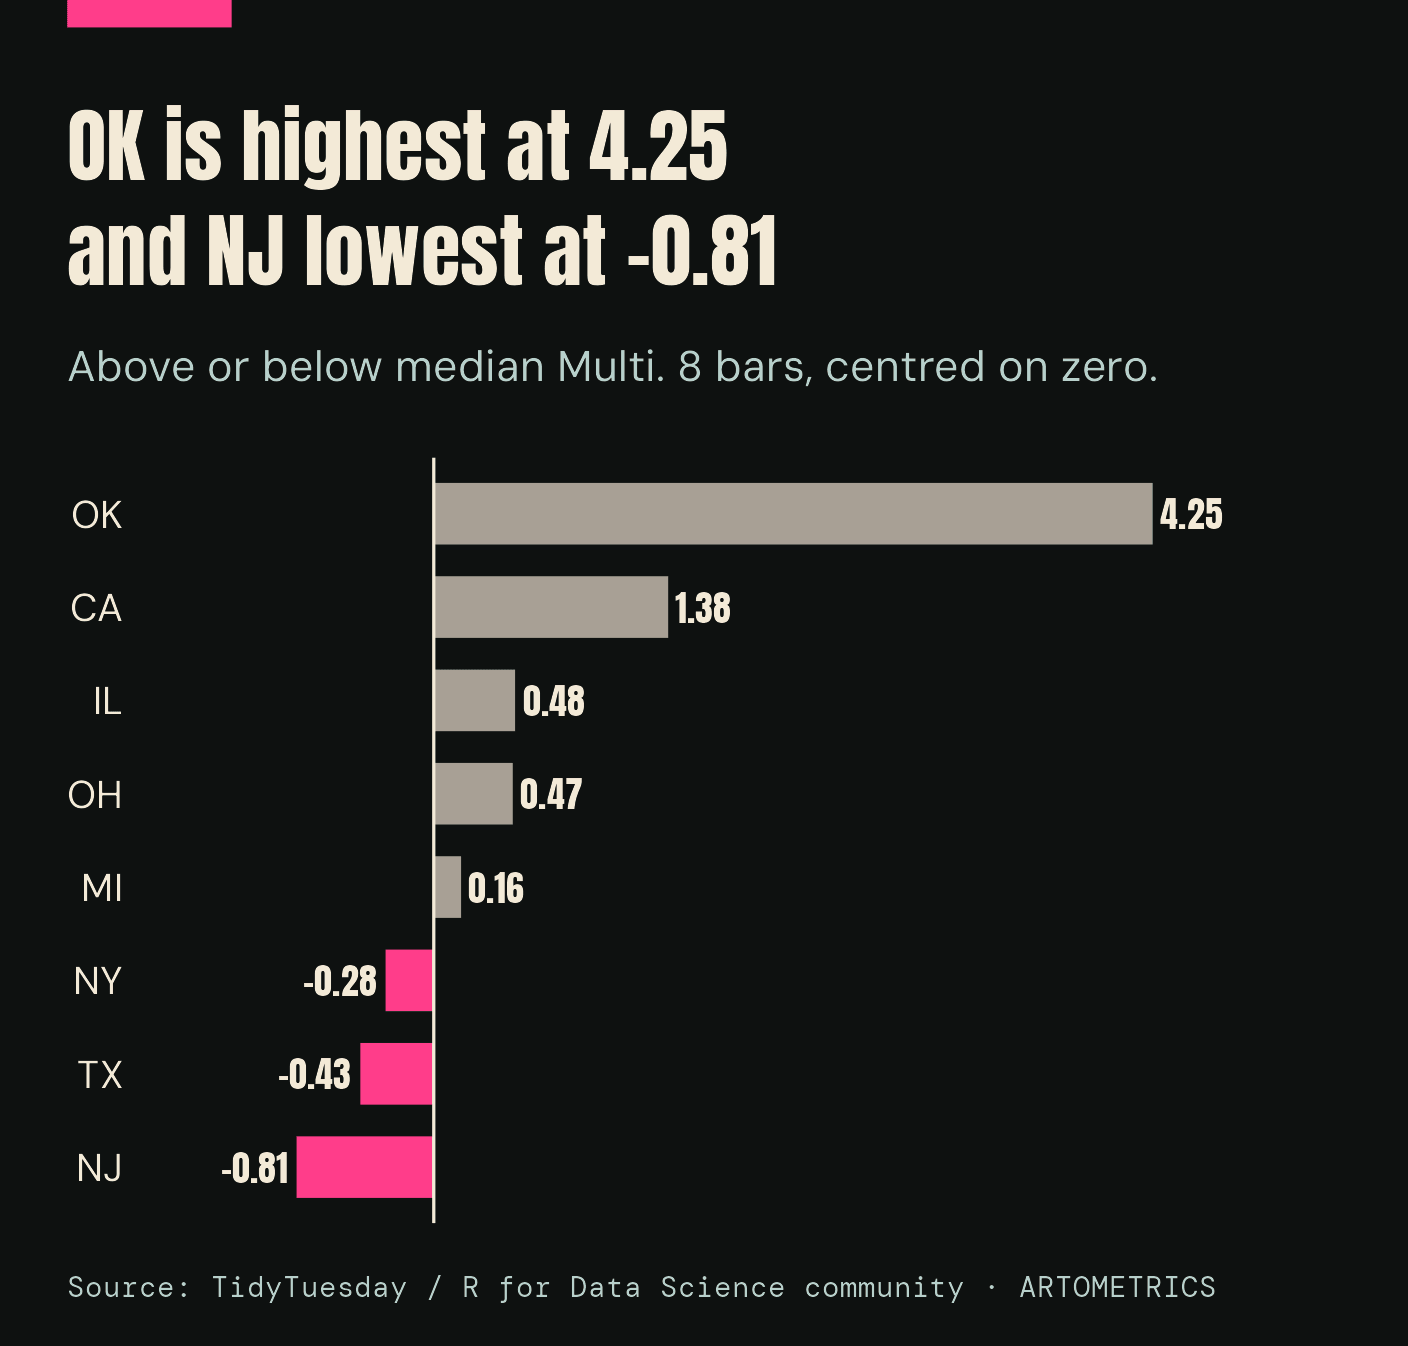 OK is highest at 4.25
and NJ lowest at -0.81
Above or below median Multi. 8 bars, centred on zero.
OK 4.25
CA 1.38
IL 0.48
OH 0.47
MI 0.16
NY -0.28
TX -0.43
NJ -0.81
Source: TidyTuesday / R for Data Science community · ARTOMETRICS